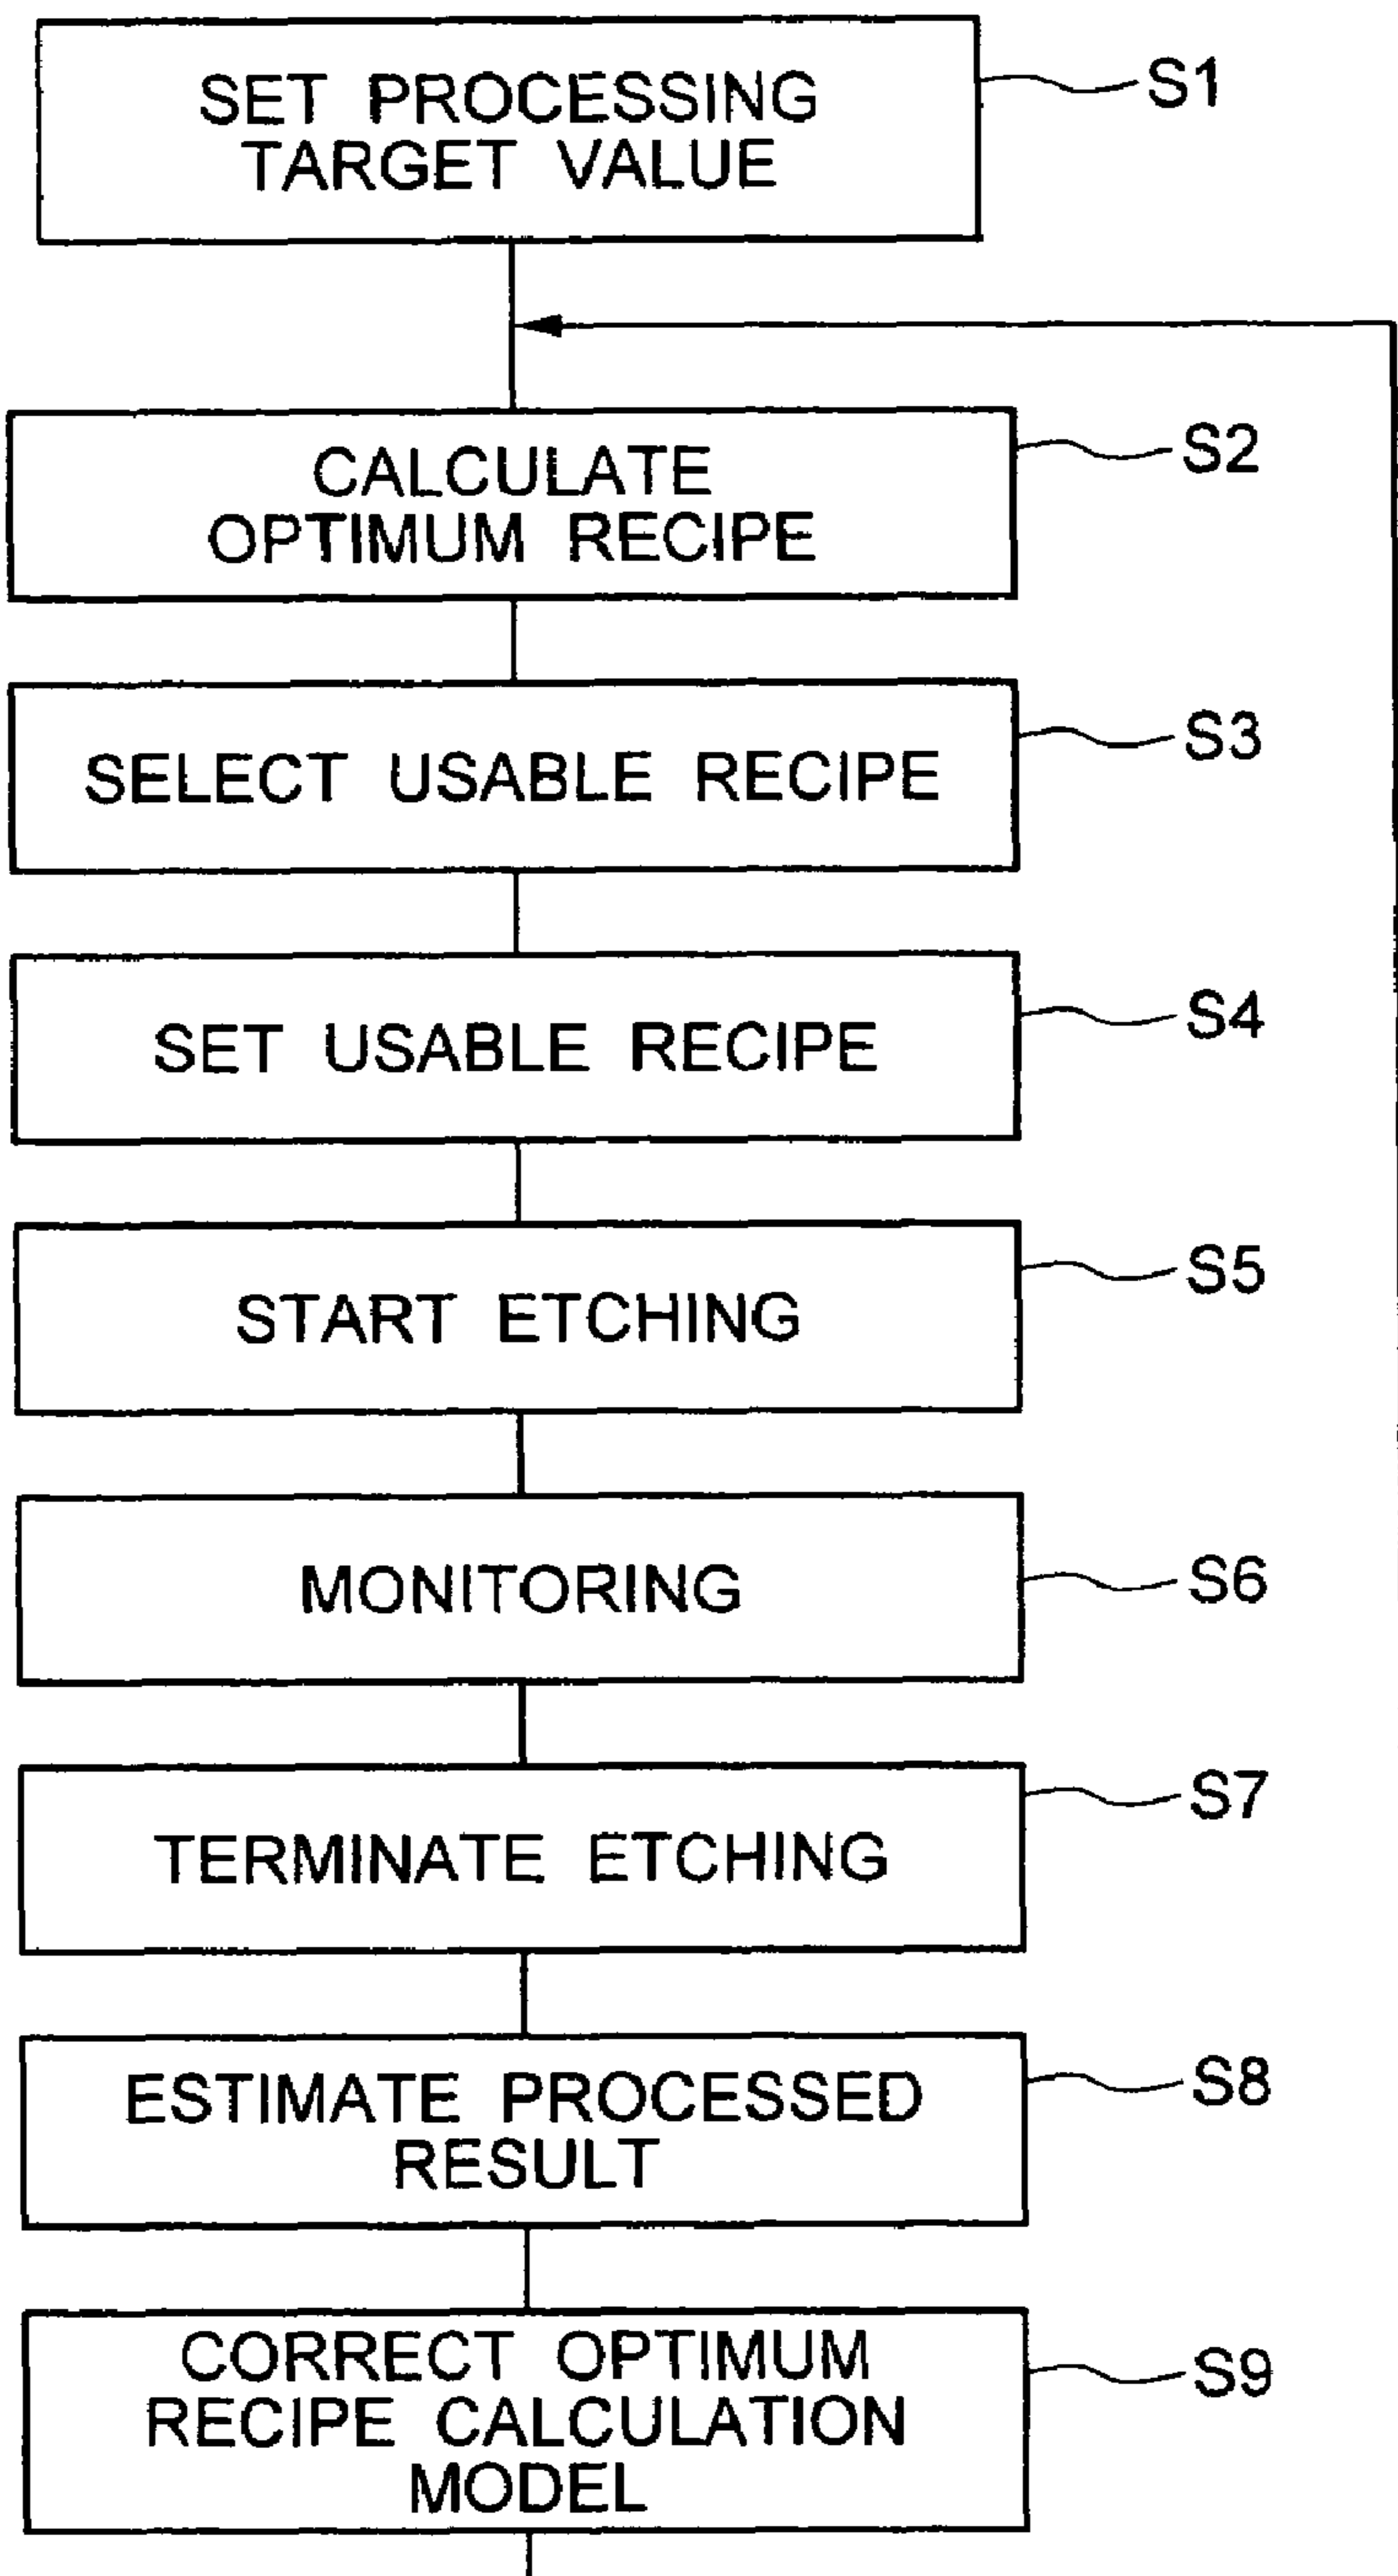 SET PROCESSING
TARGET VALUE
S1
CALCULATE
OPTIMUM RECIPE
S2
SELECT USABLE RECIPE
S3
SET USABLE RECIPE
S4
START ETCHING
S5
MONITORING
S6
TERMINATE ETCHING
S7
ESTIMATE PROCESSED
RESULT
S8
CORRECT OPTIMUM
RECIPE CALCULATION
MODEL
S9